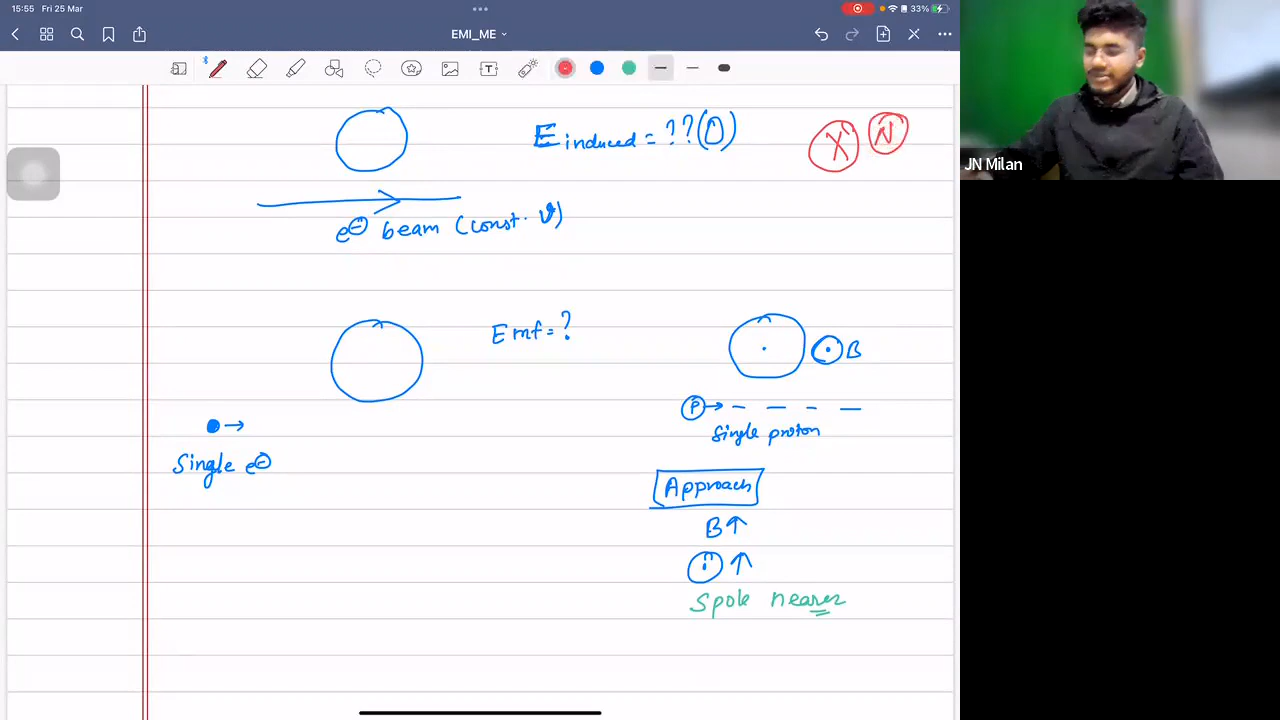 15:55 Fri 25 Mar
33%
EMI_ME
E induced = ??(0)
X N
JN Milan
e⊖ beam (const. v)
Emf = ?
B
P
Single proton
Single e⊖
Approach
B↑
⊙↑
Spole nearer